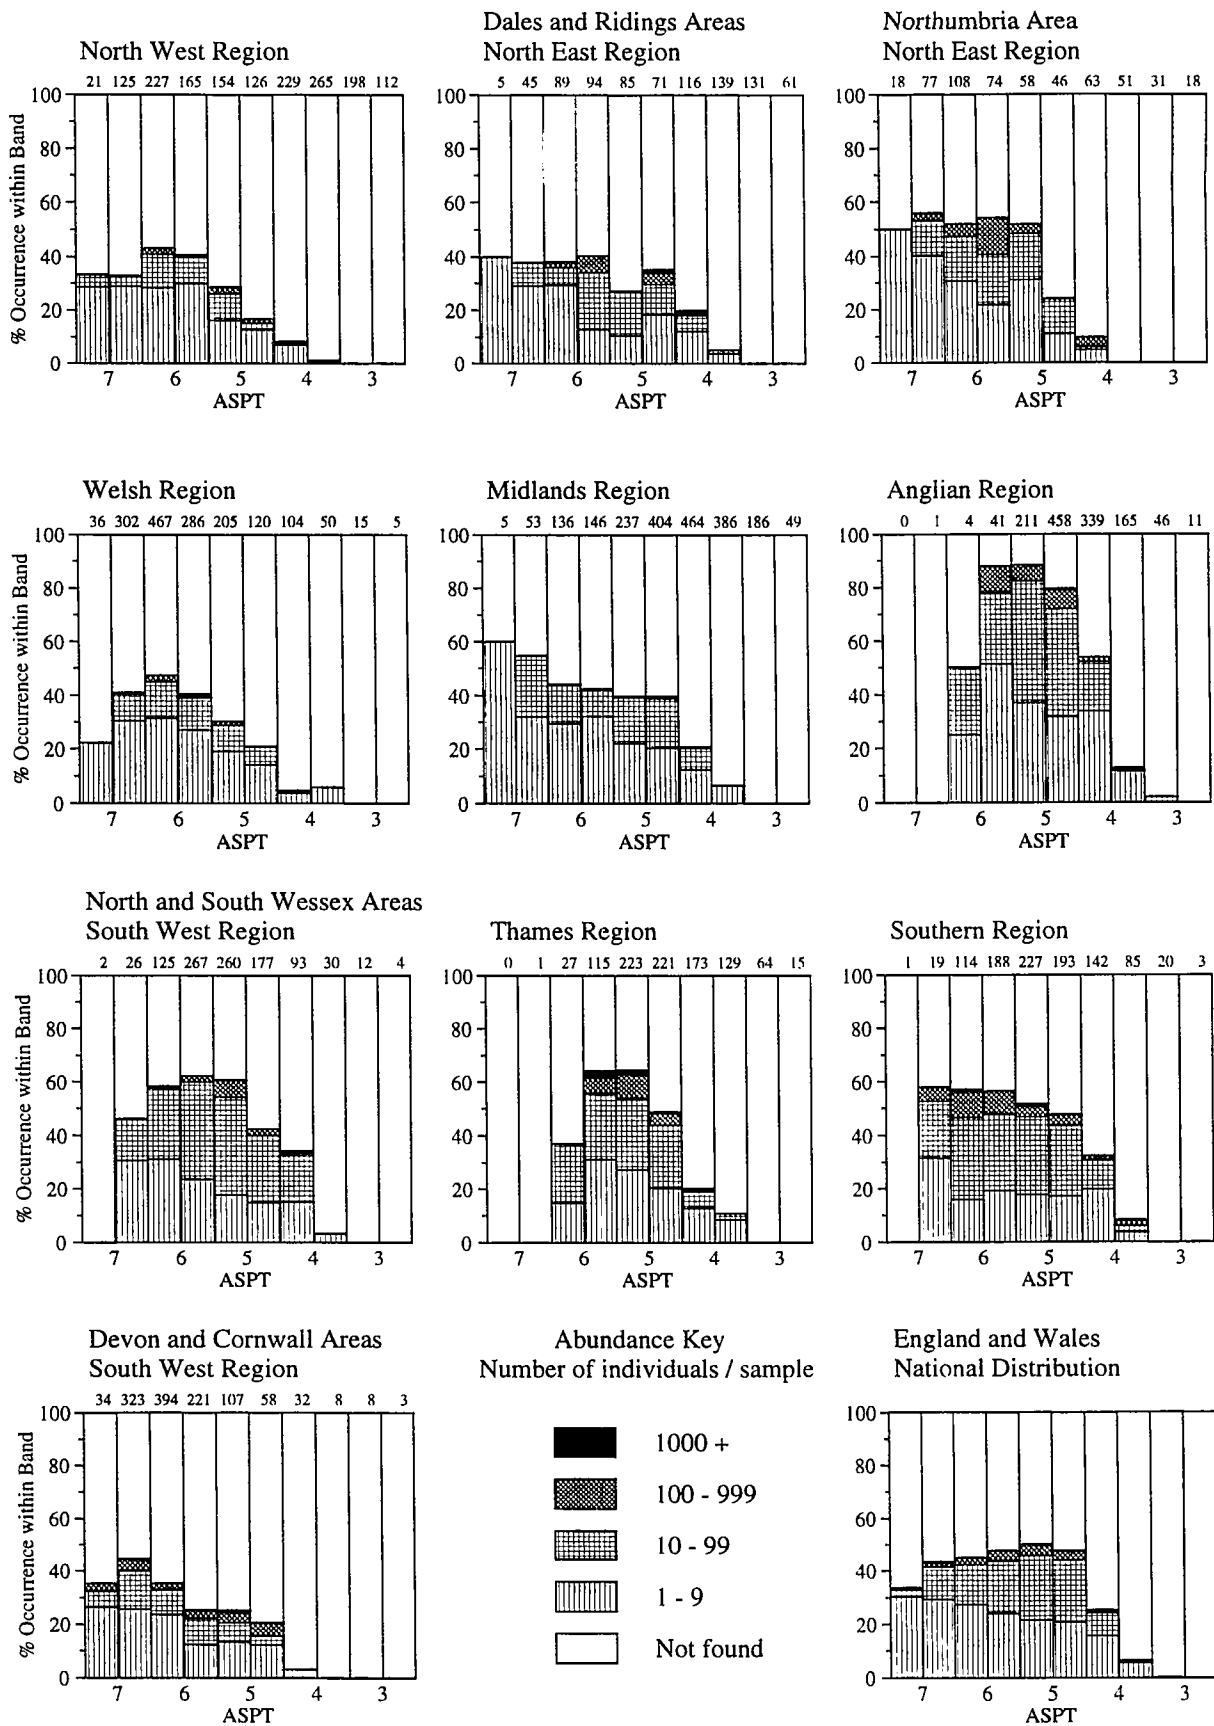 North West Region
21 125 227 165 154 126 229 265 198 112
% Occurrence within Band
100
80
60
40
20
0
7 6 5 4 3
ASPT
Dales and Ridings Areas
North East Region
5 45 89 94 85 71 116 139 131 61
100
80
60
40
20
0
7 6 5 4 3
ASPT
Northumbria Area
North East Region
18 77 108 74 58 46 63 51 31 18
100
80
60
40
20
0
7 6 5 4 3
ASPT
Welsh Region
36 302 467 286 205 120 104 50 15 5
% Occurrence within Band
100
80
60
40
20
0
7 6 5 4 3
ASPT
Midlands Region
5 53 136 146 237 404 464 386 186 49
100
80
60
40
20
0
7 6 5 4 3
ASPT
Anglian Region
0 1 4 41 211 458 339 165 46 11
100
80
60
40
20
0
7 6 5 4 3
ASPT
North and South Wessex Areas
South West Region
2 26 125 267 260 177 93 30 12 4
% Occurrence within Band
100
80
60
40
20
0
7 6 5 4 3
ASPT
Thames Region
0 1 27 115 223 221 173 129 64 15
100
80
60
40
20
0
7 6 5 4 3
ASPT
Southern Region
1 19 114 188 227 193 142 85 20 3
100
80
60
40
20
0
7 6 5 4 3
ASPT
Devon and Cornwall Areas
South West Region
34 323 394 221 107 58 32 8 8 3
% Occurrence within Band
100
80
60
40
20
0
7 6 5 4 3
ASPT
Abundance Key
Number of individuals / sample
1000 +
100 - 999
10 - 99
1 - 9
Not found
England and Wales
National Distribution
100
80
60
40
20
0
7 6 5 4 3
ASPT